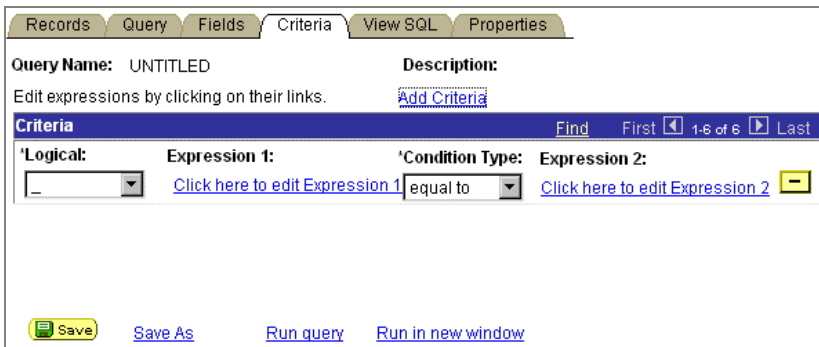 Records Query Fields Criteria View SQL Properties
Query Name: UNTITLED Description:
Edit expressions by clicking on their links. Add Criteria
Criteria Find First 1-6 of 6 Last
*Logical: Expression 1: *Condition Type: Expression 2:
_ Click here to edit Expression 1 equal to Click here to edit Expression 2
Save Save As Run query Run in new window